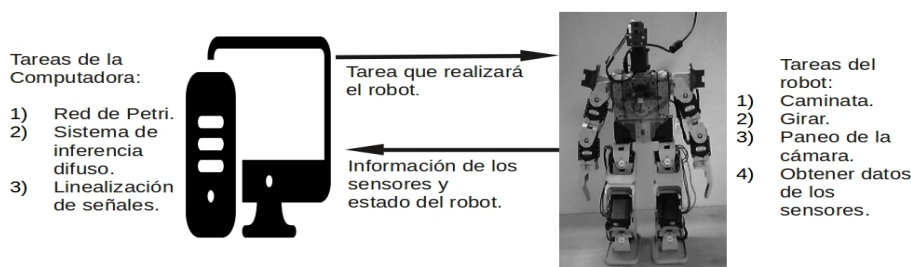 Tareas de la
Computadora:
1) Red de Petri.
2) Sistema de
inferencia
difuso.
3) Linealización
de señales.
Tarea que realizará
el robot.
Información de los
sensores y
estado del robot.
Tareas del
robot:
1) Caminata.
2) Girar.
3) Paneo de la
cámara.
4) Obtener datos
de los
sensores.